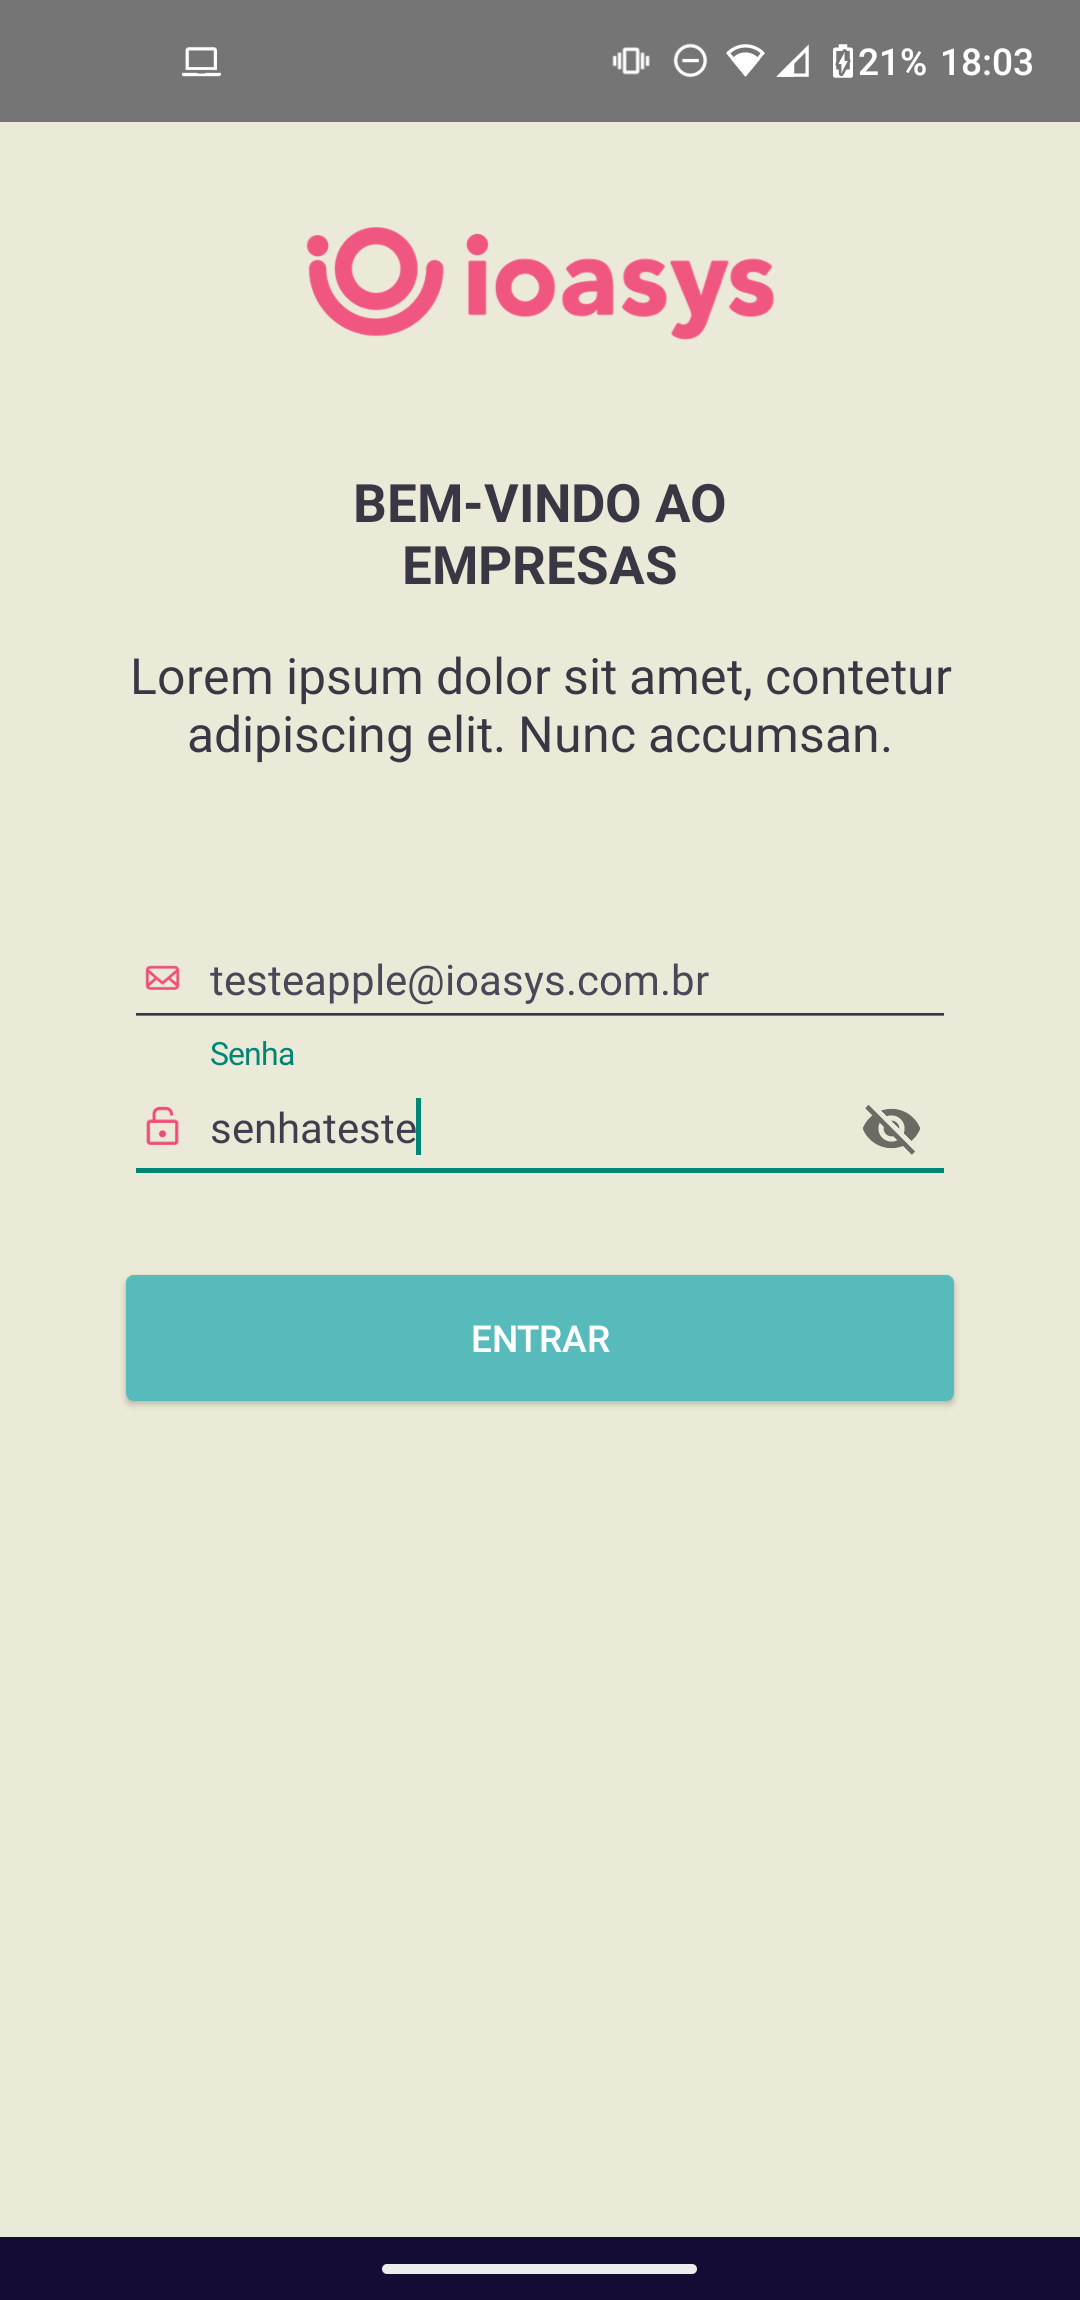 21% 18:03
ioasys
BEM-VINDO AO
EMPRESAS
Lorem ipsum dolor sit amet, contetur
adipiscing elit. Nunc accumsan.
testeapple@ioasys.com.br
Senha
senhateste
ENTRAR